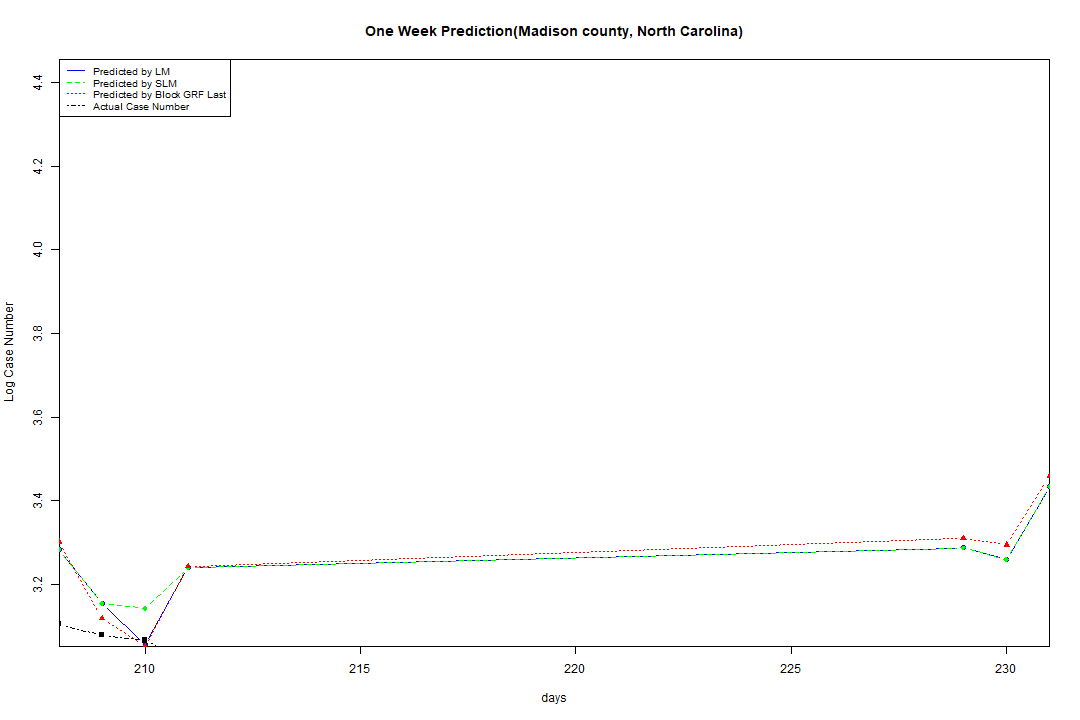 One Week Prediction(Madison county, North Carolina)
Predicted by LM
Predicted by SLM
Predicted by Block GRF Last
Actual Case Number
4.4
4.2
4.0
3.8
3.6
3.4
3.2
Log Case Number
210
215
220
225
230
days